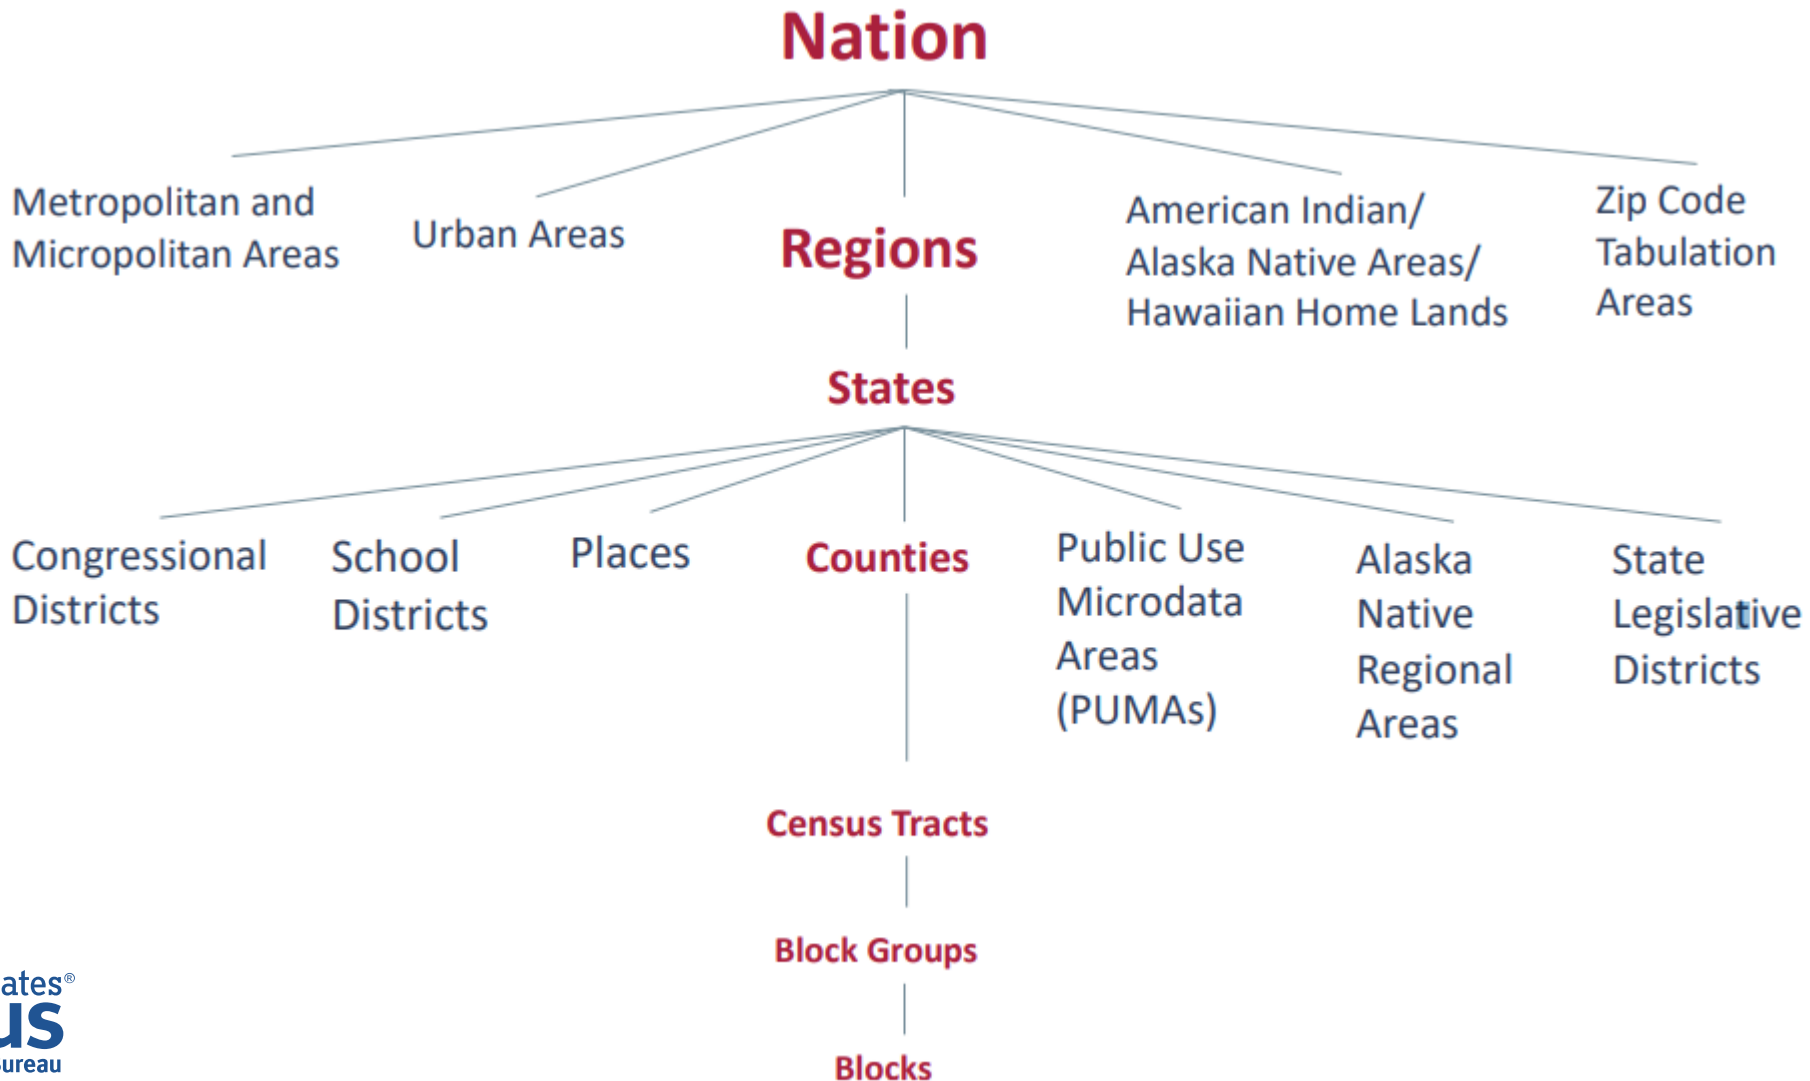 Nation
Metropolitan and
Micropolitan Areas
Urban Areas
Regions
American Indian/
Alaska Native Areas/
Hawaiian Home Lands
Zip Code
Tabulation
Areas
States
Congressional
Districts
School
Districts
Places
Counties
Public Use
Microdata
Areas
(PUMAs)
Alaska
Native
Regional
Areas
State
Legislative
Districts
Census Tracts
Block Groups
Blocks
ates®
us
ureau